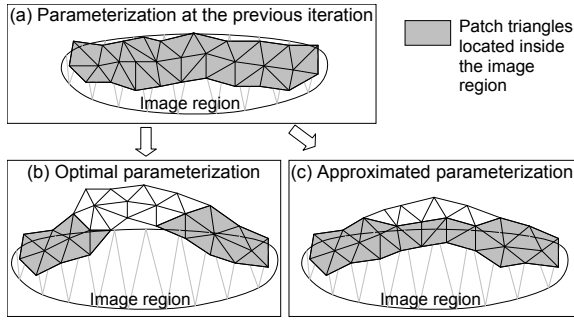 (a) Parameterization at the previous iteration
Image region
Patch triangles
located inside
the image
region
(b) Optimal parameterization
Image region
(c) Approximated parameterization
Image region